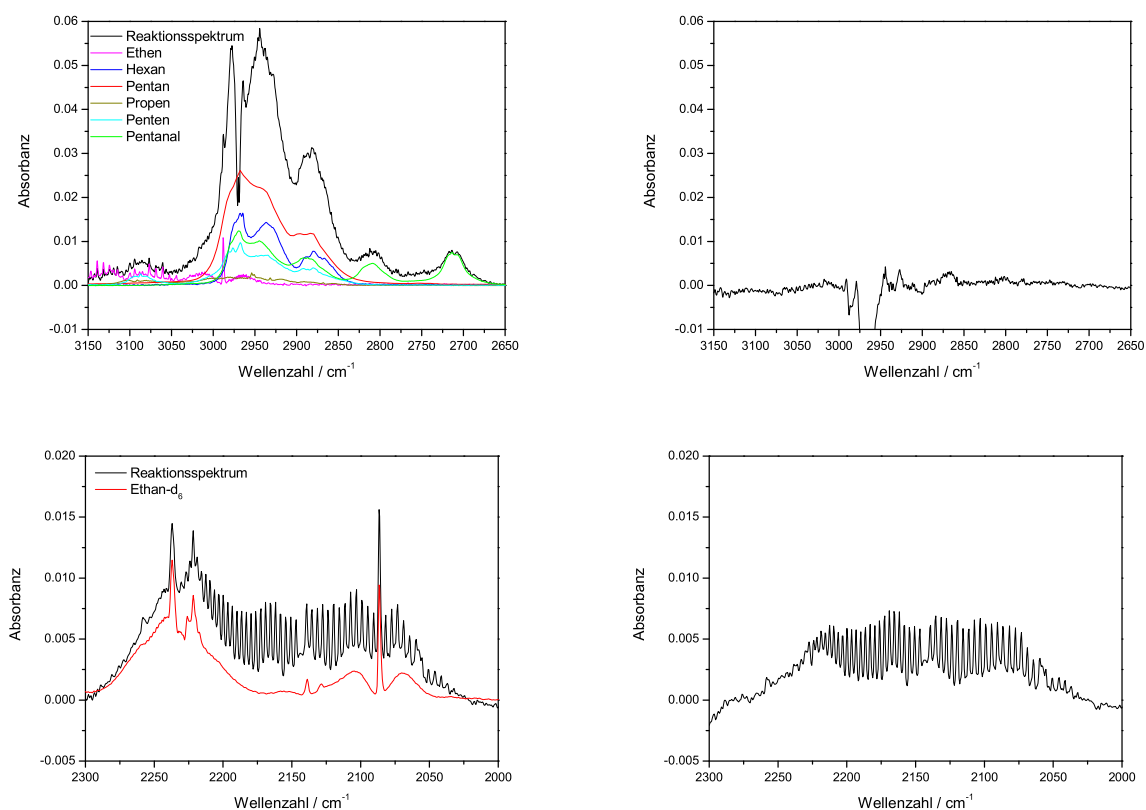 0.06
0.05
0.04
0.03
0.02
0.01
0.00
-0.01
Absorbanz
Reaktionsspektrum
Ethen
Hexan
Pentan
Propen
Penten
Pentanal
3150 3100 3050 3000 2950 2900 2850 2800 2750 2700 2650
Wellenzahl / cm⁻¹
0.06
0.05
0.04
0.03
0.02
0.01
0.00
-0.01
Absorbanz
3150 3100 3050 3000 2950 2900 2850 2800 2750 2700 2650
Wellenzahl / cm⁻¹
0.020
0.015
0.010
0.005
0.000
-0.005
Absorbanz
Reaktionsspektrum
Ethan-d₆
2300 2250 2200 2150 2100 2050 2000
Wellenzahl / cm⁻¹
0.020
0.015
0.010
0.005
0.000
-0.005
Absorbanz
2300 2250 2200 2150 2100 2050 2000
Wellenzahl / cm⁻¹